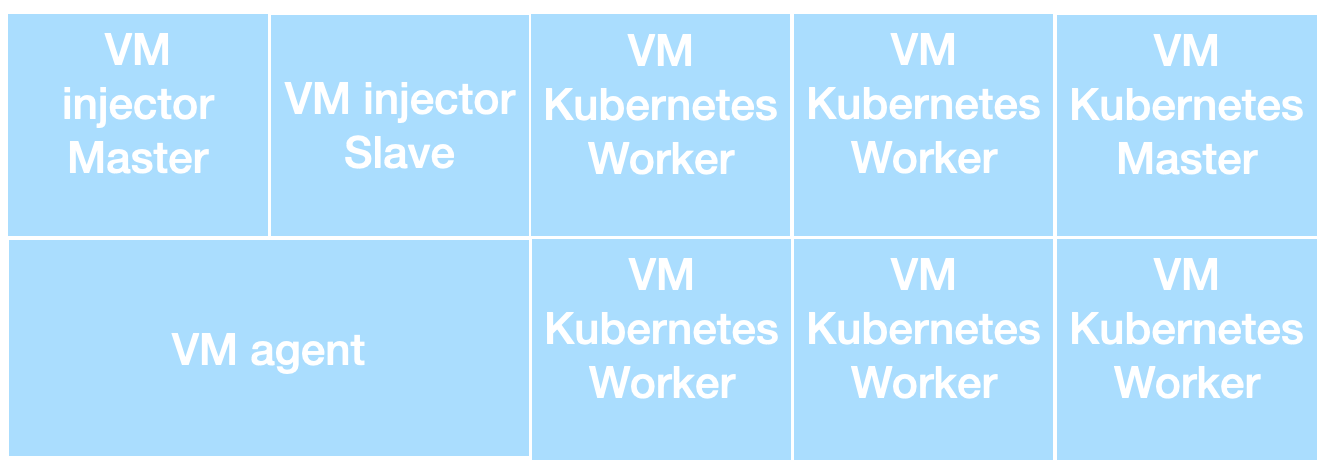 VM
injector
Master
VM injector
Slave
VM
Kubernetes
Worker
VM
Kubernetes
Worker
VM
Kubernetes
Master
VM agent
VM
Kubernetes
Worker
VM
Kubernetes
Worker
VM
Kubernetes
Worker